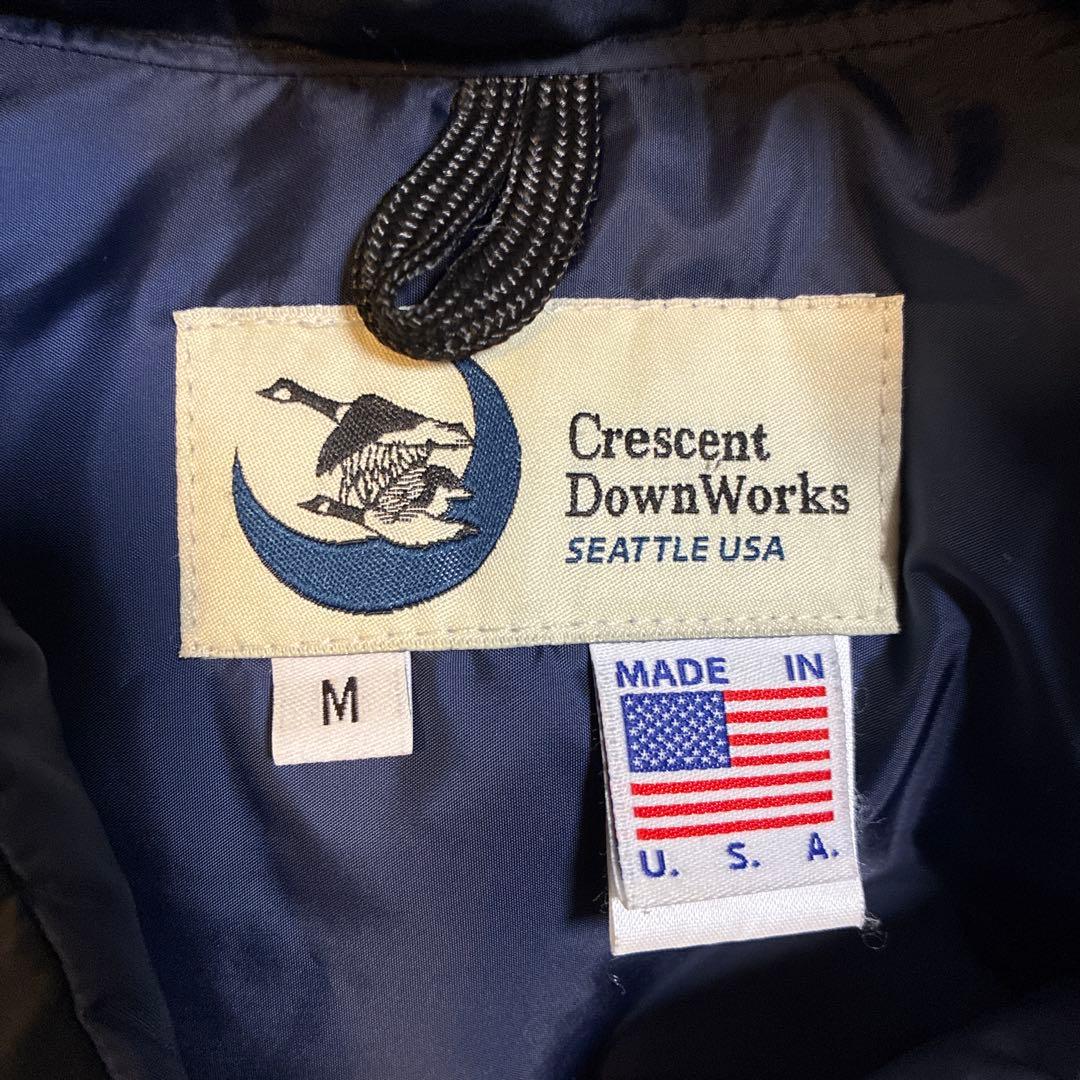 Crescent
DownWorks
SEATTLE USA
M
MADE IN
U. S. A.